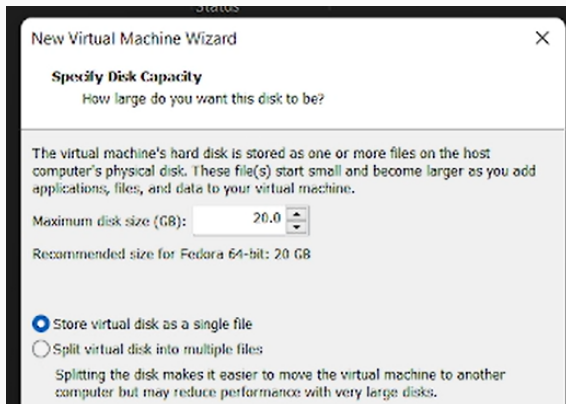 Status
New Virtual Machine Wizard
Specify Disk Capacity
How large do you want this disk to be?
The virtual machine's hard disk is stored as one or more files on the host
computer's physical disk. These file(s) start small and become larger as you add
applications, files, and data to your virtual machine.
Maximum disk size (GB): 20.0
Recommended size for Fedora 64-bit: 20 GB
Store virtual disk as a single file
Split virtual disk into multiple files
Splitting the disk makes it easier to move the virtual machine to another
computer but may reduce performance with very large disks.